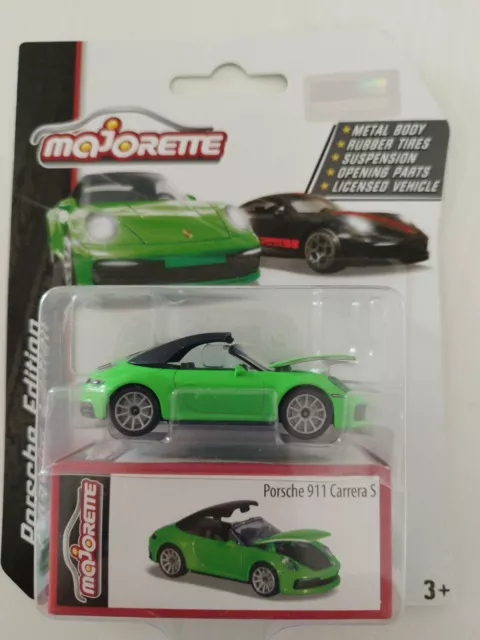 MAJORETTE
★ METAL BODY
★ RUBBER TIRES
★ SUSPENSION
★ OPENING PARTS
★ LICENSED VEHICLE
Porsche Edition
Porsche 911 Carrera S
MAJORETTE
3+